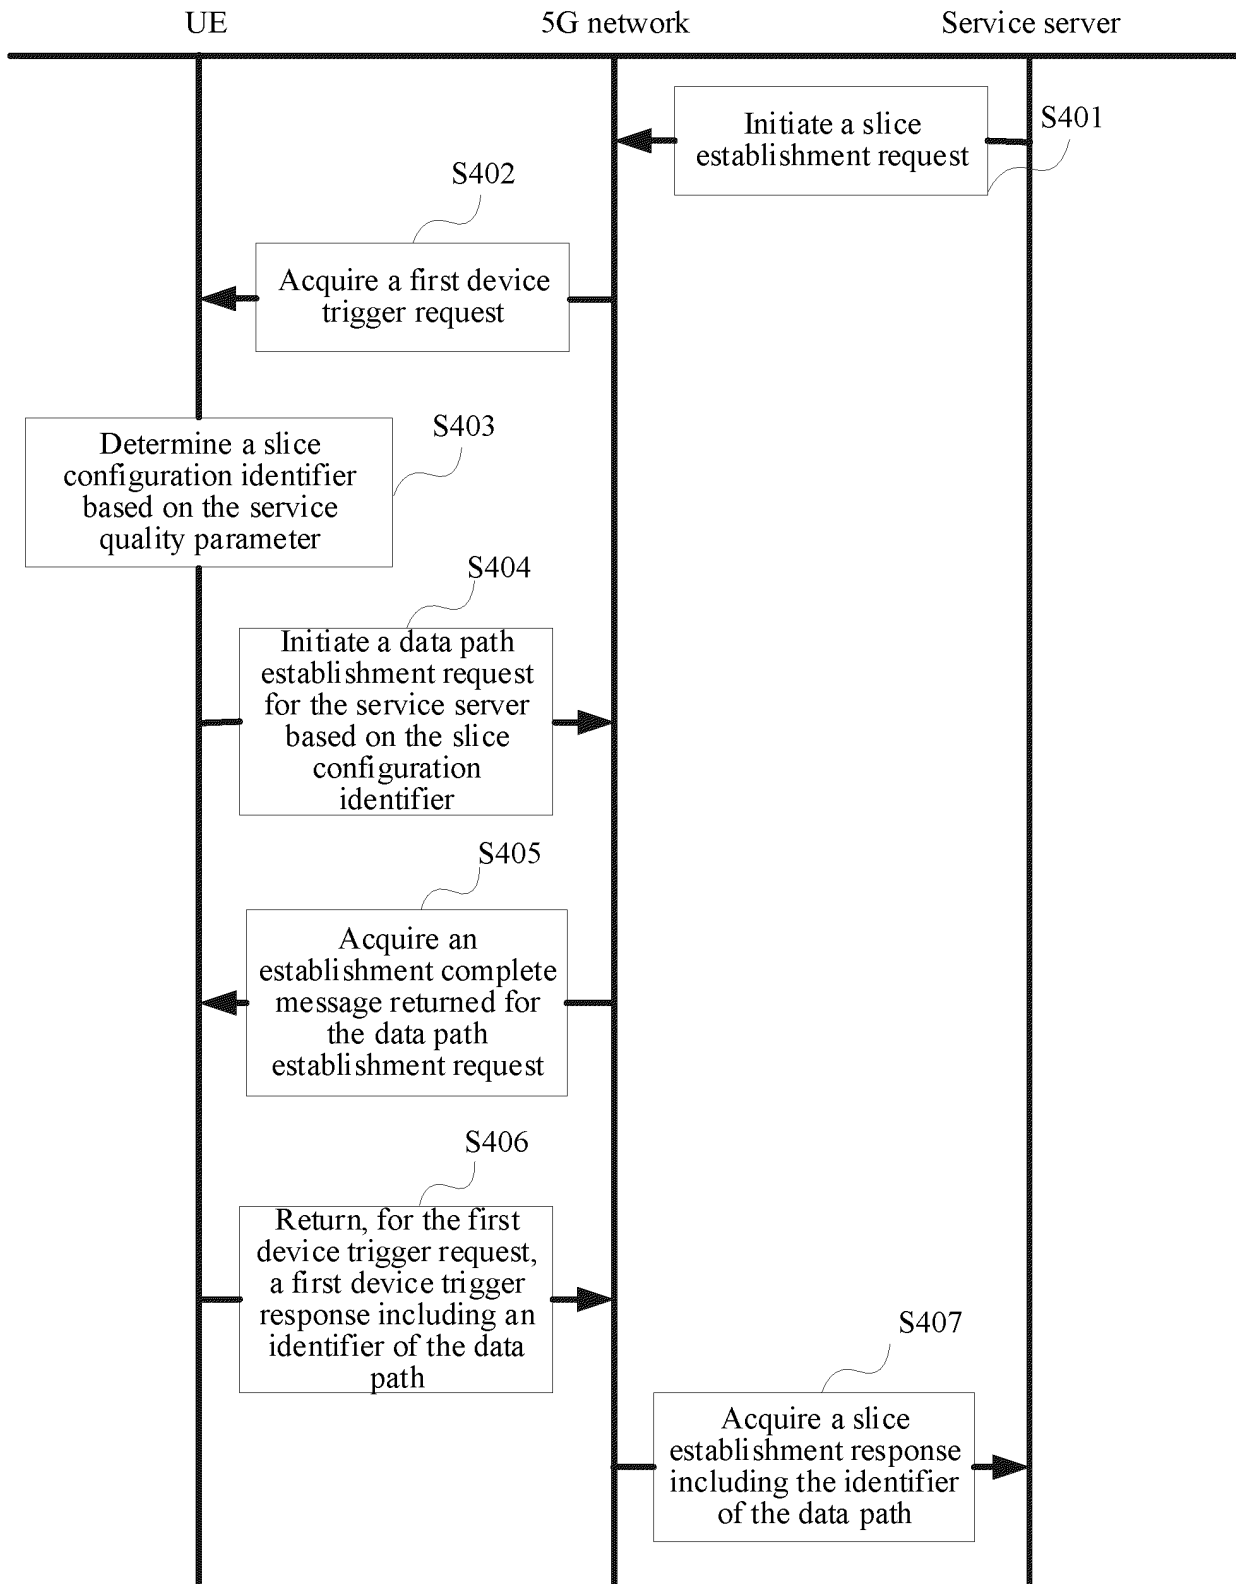 UE
5G network
Service server
Initiate a slice
establishment request
S401
S402
Acquire a first device
trigger request
S403
Determine a slice
configuration identifier
based on the service
quality parameter
S404
Initiate a data path
establishment request
for the service server
based on the slice
configuration
identifier
S405
Acquire an
establishment complete
message returned for
the data path
establishment request
S406
Return, for the first
device trigger request,
a first device trigger
response including an
identifier of the data
path
S407
Acquire a slice
establishment response
including the identifier
of the data path